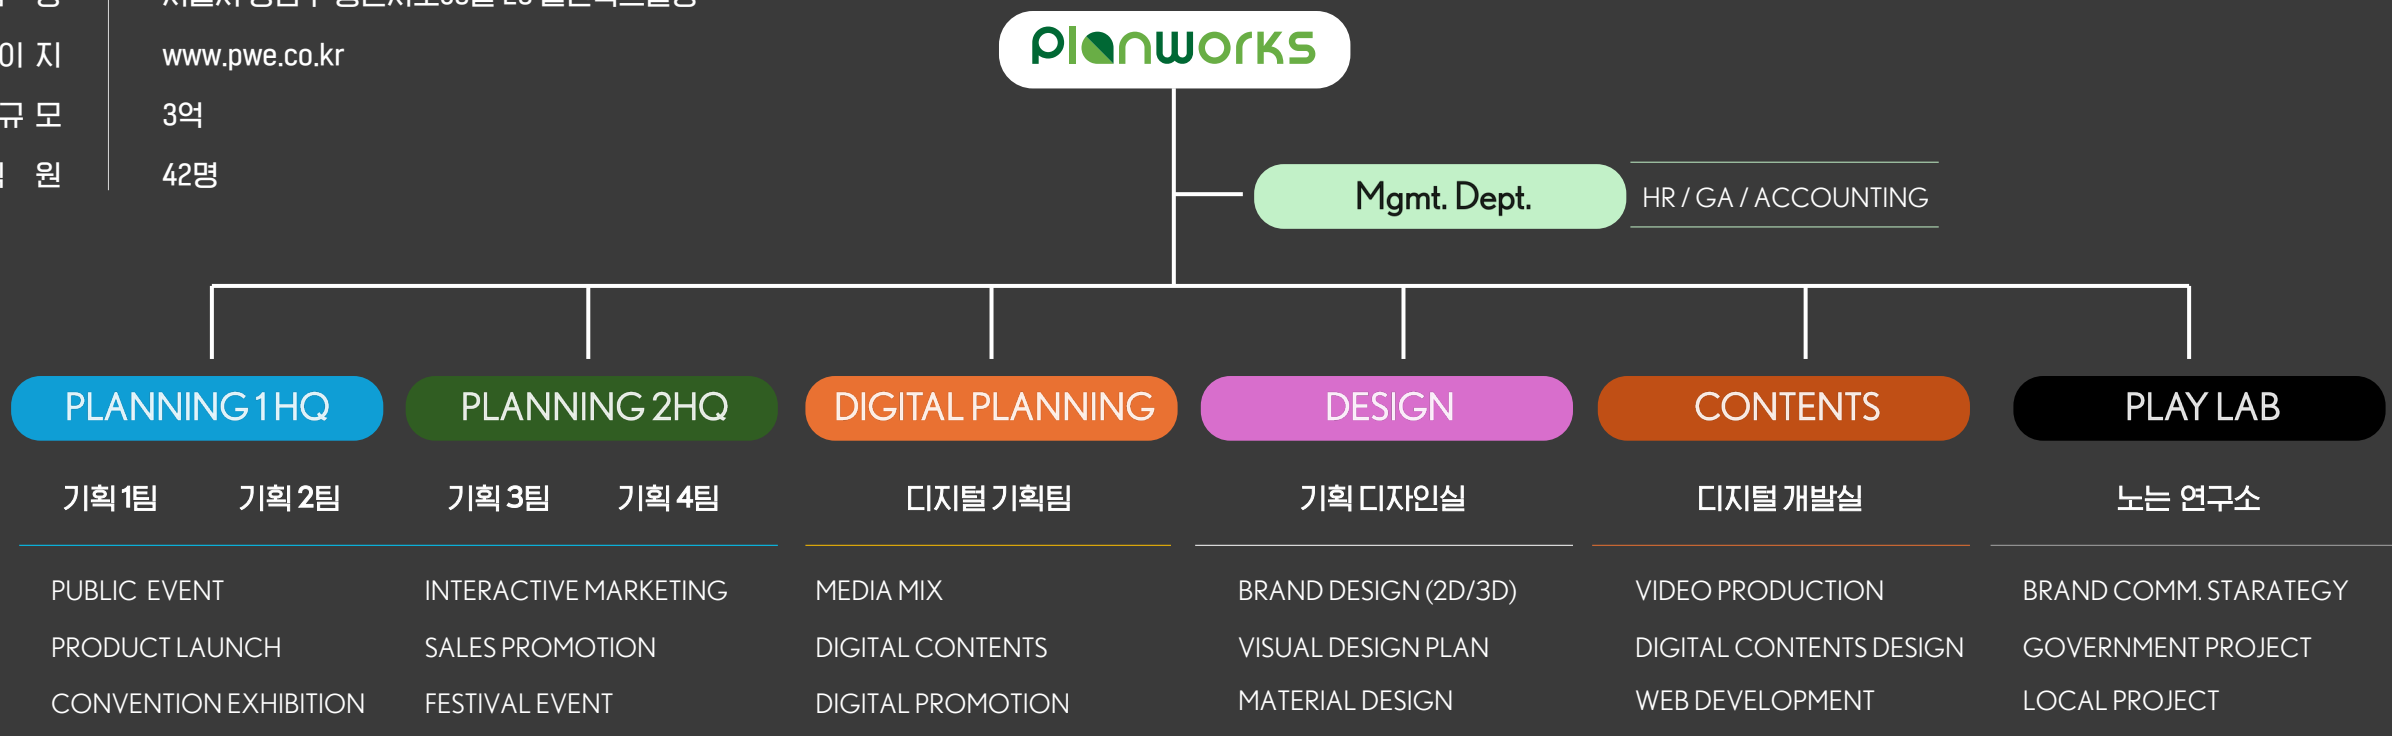 이 지 www.pwe.co.kr
규 모 3억
원 42명
planworks
Mgmt. Dept. HR / GA / ACCOUNTING
PLANNING 1 HQ PLANNING 2HQ DIGITAL PLANNING DESIGN CONTENTS PLAY LAB
기획 1팀 기획 2팀 기획 3팀 기획 4팀 디지털 기획팀 기획 디자인실 디지털 개발실 노는 연구소
PUBLIC EVENT INTERACTIVE MARKETING MEDIA MIX BRAND DESIGN (2D/3D) VIDEO PRODUCTION BRAND COMM. STARATEGY
PRODUCT LAUNCH SALES PROMOTION DIGITAL CONTENTS VISUAL DESIGN PLAN DIGITAL CONTENTS DESIGN GOVERNMENT PROJECT
CONVENTION EXHIBITION FESTIVAL EVENT DIGITAL PROMOTION MATERIAL DESIGN WEB DEVELOPMENT LOCAL PROJECT